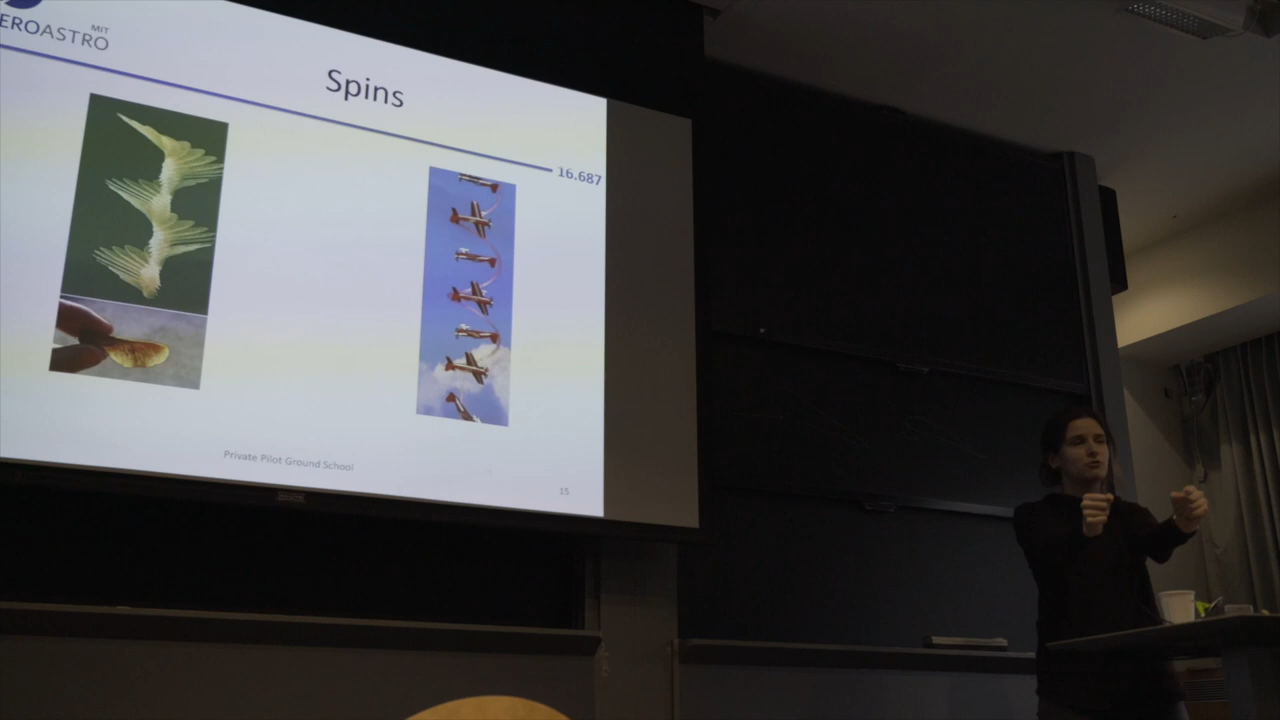 MIT
EROASTRO
Spins
16.687
Private Pilot Ground School
15